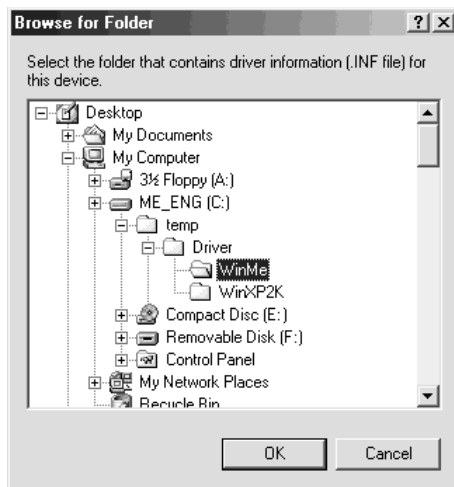 Browse for Folder
Select the folder that contains driver information (.INF file) for
this device.
Desktop
My Documents
My Computer
3½ Floppy (A:)
ME_ENG (C:)
temp
Driver
WinMe
WinXP2K
Compact Disc (E:)
Removable Disk (F:)
Control Panel
My Network Places
Recycle Bin
OK
Cancel